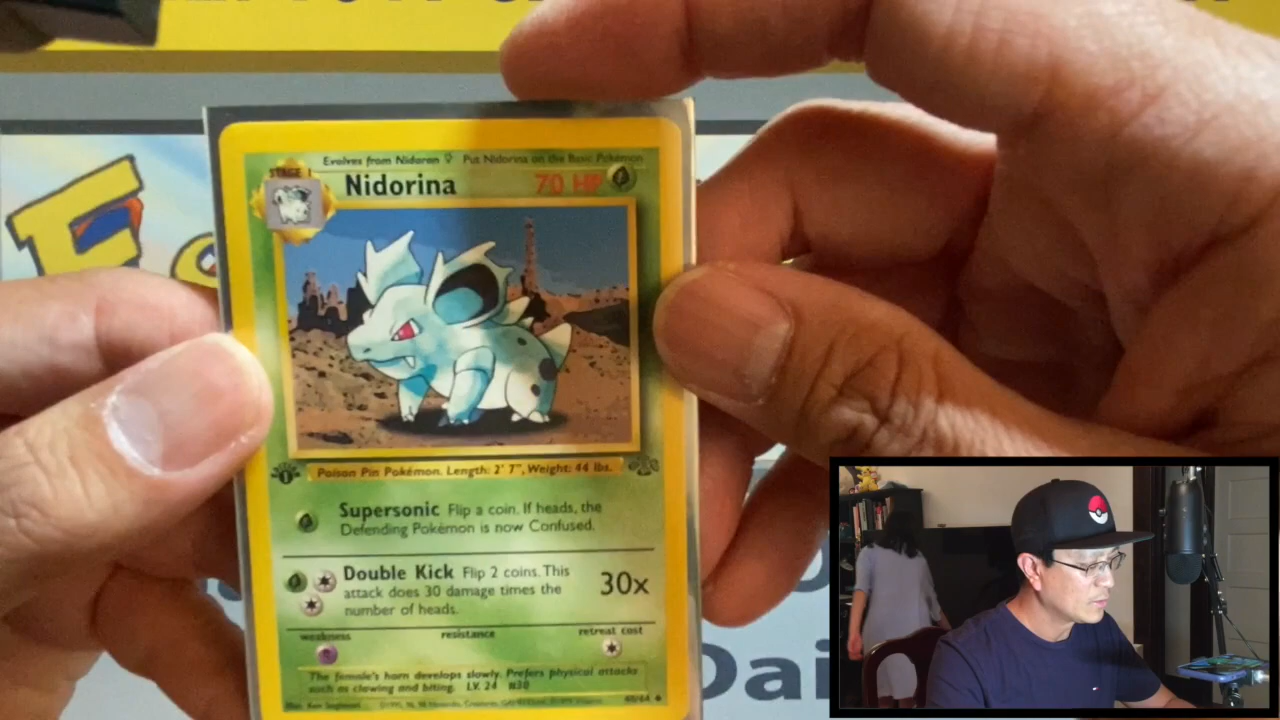 Evolves from Nidoran ♀ Put Nidorina on the Basic Pokémon
STAGE 1
Nidorina 70 HP
Poison Pin Pokémon. Length: 2' 7", Weight: 44 lbs.
Supersonic Flip a coin. If heads, the
Defending Pokémon is now Confused.
Double Kick Flip 2 coins. This
attack does 30 damage times the
number of heads.
30x
weakness resistance retreat cost
The female's horn develops slowly. Prefers physical attacks
such as clawing and biting. LV. 24 #30
40/64
Dai